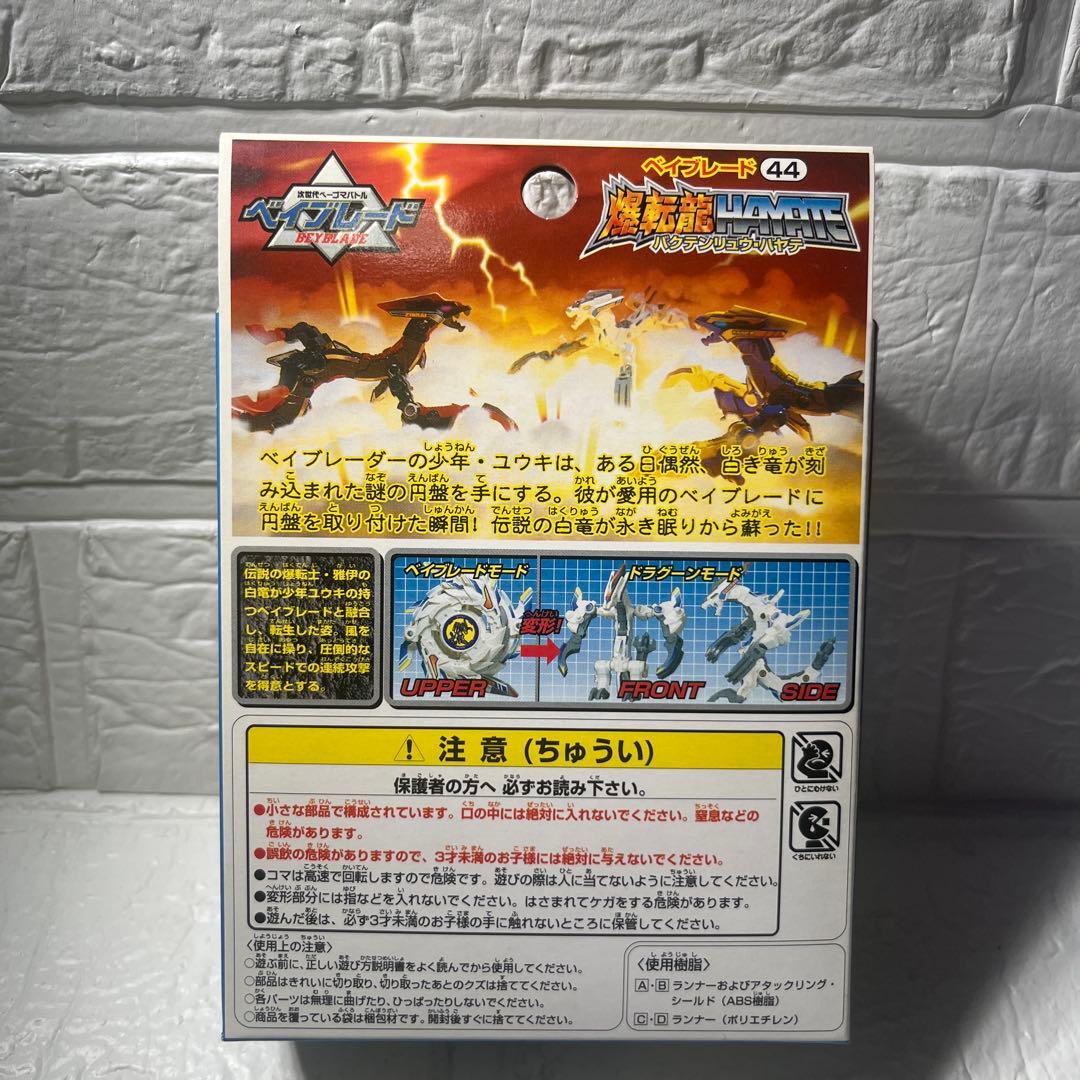 次世代ベーゴマバトル
ベイブレード
BEYBLADE
ベイブレード 44
爆転龍HAYATE
バクテンリュウ・ハヤテ
ベイブレーダーの少年・ユウキは、ある日偶然、白き竜が刻
み込まれた謎の円盤を手にする。彼が愛用のベイブレードに
円盤を取り付けた瞬間! 伝説の白竜が永き眠りから蘇った!!
伝説の爆転士・雅伊の
白竜が少年ユウキの持
つベイブレードと融合
し、転生した姿。風を
自在に操り、圧倒的な
スピードでの連続攻撃
を得意とする。
ベイブレードモード
ドラグーンモード
へんけい
変形!
UPPER
FRONT
SIDE
注意(ちゅうい)
保護者の方へ 必ずお読み下さい。
●小さな部品で構成されています。口の中には絶対に入れないでください。窒息などの
危険があります。
●誤飲の危険がありますので、3才未満のお子様には絶対に与えないでください。
●コマは高速で回転しますので危険です。遊びの際は人に当てないように注意してください。
●変形部分には指などを入れないでください。はさまれてケガをする危険があります。
●遊んだ後は、必ず3才未満のお子様の手に触れないところに保管してください。
ひとにむけない
くちにいれない
〈使用上の注意〉
○遊ぶ前に、正しい遊び方説明書をよく読んでから使用してください。
○部品はきれいに切り取り、切り取ったあとのクズは捨ててください。
○各パーツは無理に曲げたり、ひっぱったりしないでください。
○商品を覆っている袋は梱包材です。開封後すぐに捨ててください。
〈使用樹脂〉
A・B ランナーおよびアタックリング・
シールド(ABS樹脂)
C・D ランナー(ポリエチレン)